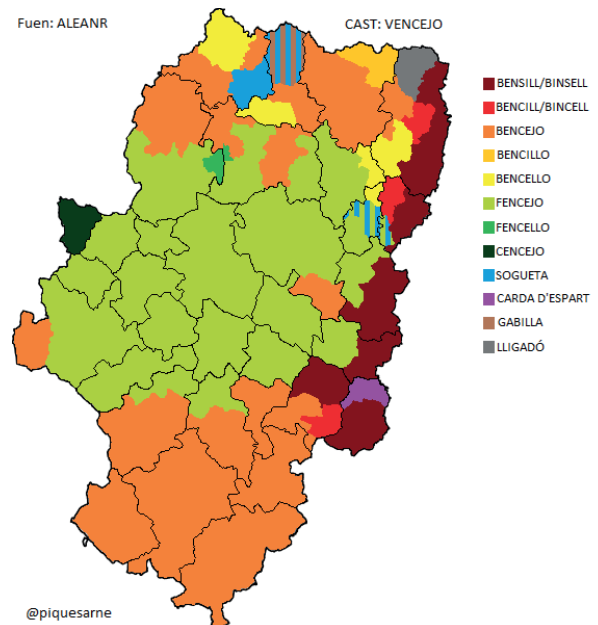 Fuen: ALEANR
CAST: VENCEJO
BENSILL/BINSELL
BENCILL/BINCELL
BENCEJO
BENCILLO
BENCELLO
FENCEJO
FENCELLO
CENCEJO
SOGUETA
CARDA D'ESPART
GABILLA
LLIGADÓ
@piquesarne